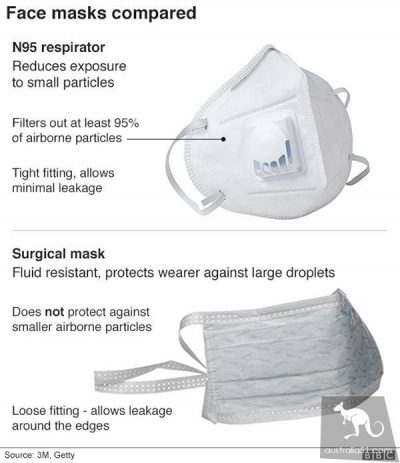 Face masks compared
N95 respirator
Reduces exposure
to small particles
Filters out at least 95%
of airborne particles
Tight fitting, allows
minimal leakage
Surgical mask
Fluid resistant, protects wearer against large droplets
Does not protect against
smaller airborne particles
Loose fitting - allows leakage
around the edges
Source: 3M, Getty
australia51.com
BBC